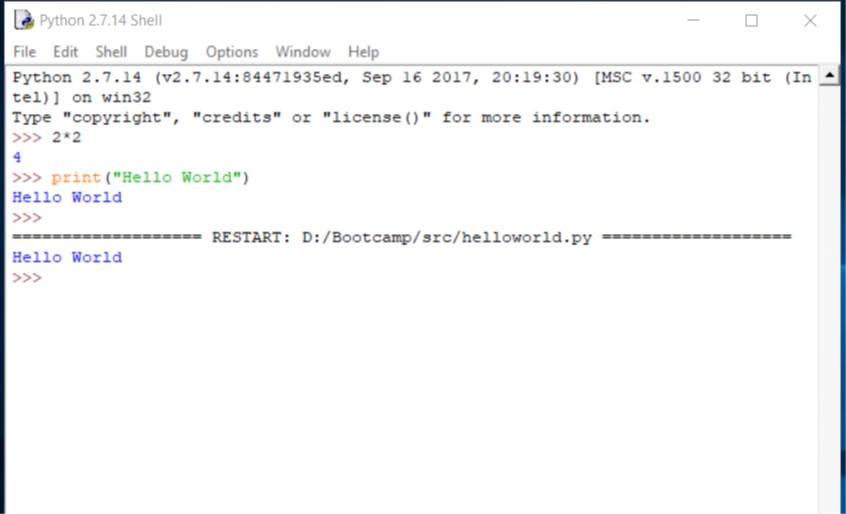 Python 2.7.14 Shell
File Edit Shell Debug Options Window Help
Python 2.7.14 (v2.7.14:84471935ed, Sep 16 2017, 20:19:30) [MSC v.1500 32 bit (In
tel)] on win32
Type "copyright", "credits" or "license()" for more information.
>>> 2*2
4
>>> print("Hello World")
Hello World
>>>
=================== RESTART: D:/Bootcamp/src/helloworld.py ===================
Hello World
>>>